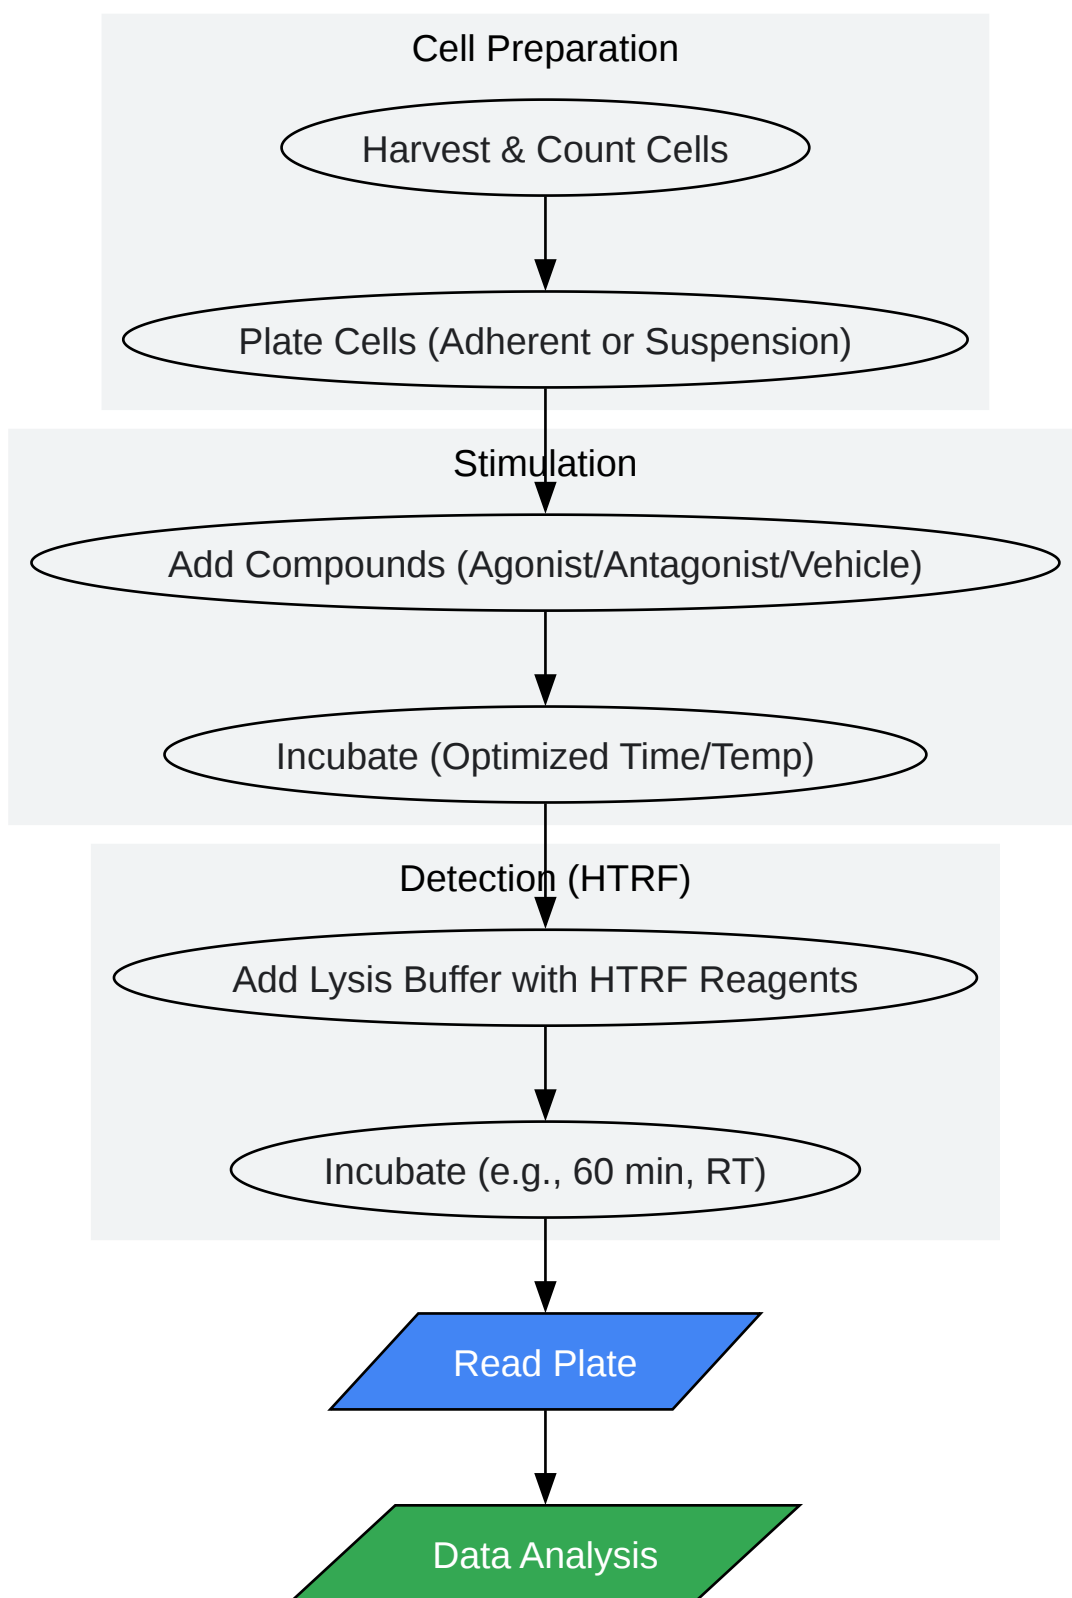 Cell Preparation
Harvest & Count Cells
Plate Cells (Adherent or Suspension)
Stimulation
Add Compounds (Agonist/Antagonist/Vehicle)
Incubate (Optimized Time/Temp)
Detection (HTRF)
Add Lysis Buffer with HTRF Reagents
Incubate (e.g., 60 min, RT)
Read Plate
Data Analysis